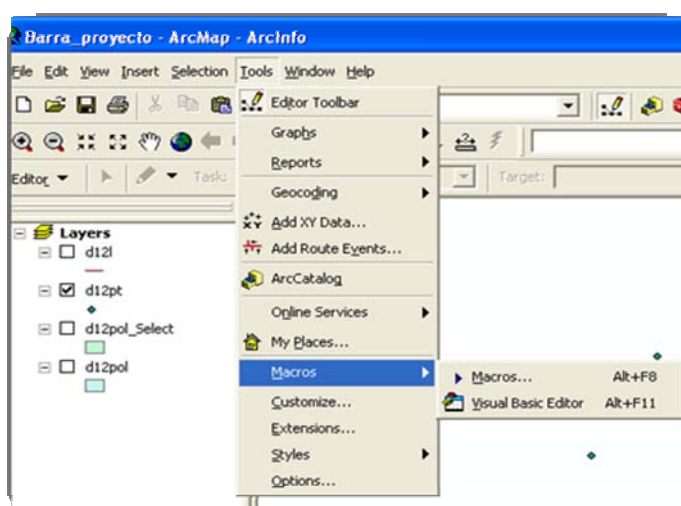 Barra_proyecto - ArcMap - ArcInfo
File Edit View Insert Selection Tools Window Help
Editor Toolbar
Graphs
Reports
Editor Task: Target:
Geocoding
Add XY Data...
Layers
Add Route Events...
d12l
ArcCatalog
d12pt
Online Services
d12pol_Select
My Places...
d12pol
Macros
Macros... Alt+F8
Customize...
Visual Basic Editor Alt+F11
Extensions...
Styles
Options...